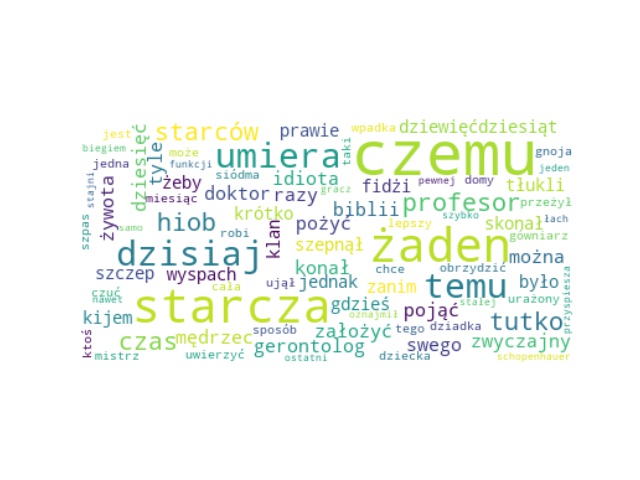 jest
starców
prawie
wpadka
dziewięćdziesiąt
biegiem
dziesięć
tyle
może
umiera
taki
czemu
gnoja
jedna
funkcji
siódma
idiota
jeden
stajni
żywota
żeby
miesiąc
doktor
razy
gracz
fidżi
pewnej
domy
tłukli
biblii
profesor
przeżył
szpas
samo
hiob
robi
krótko
klan
pożyć
lepszy
szybko
skonał
łach
dzisiaj
szepnął
żaden
gówniarz
można
szczep
wyspach
konał
chce
obrzydzić
czuć
nawet
cała
ujął
jednak
zanim
temu
było
starcza
gdzieś
stałej
urażony
przyspiesza
kijem
oznajmił
pojąć
tutko
ktoś
czas
mędrzec
sposób
założyć
tego
dziadka
mistrz
uwierzyć
gerontolog
swego
zwyczajny
ostatni
dziecka
schopenhauer